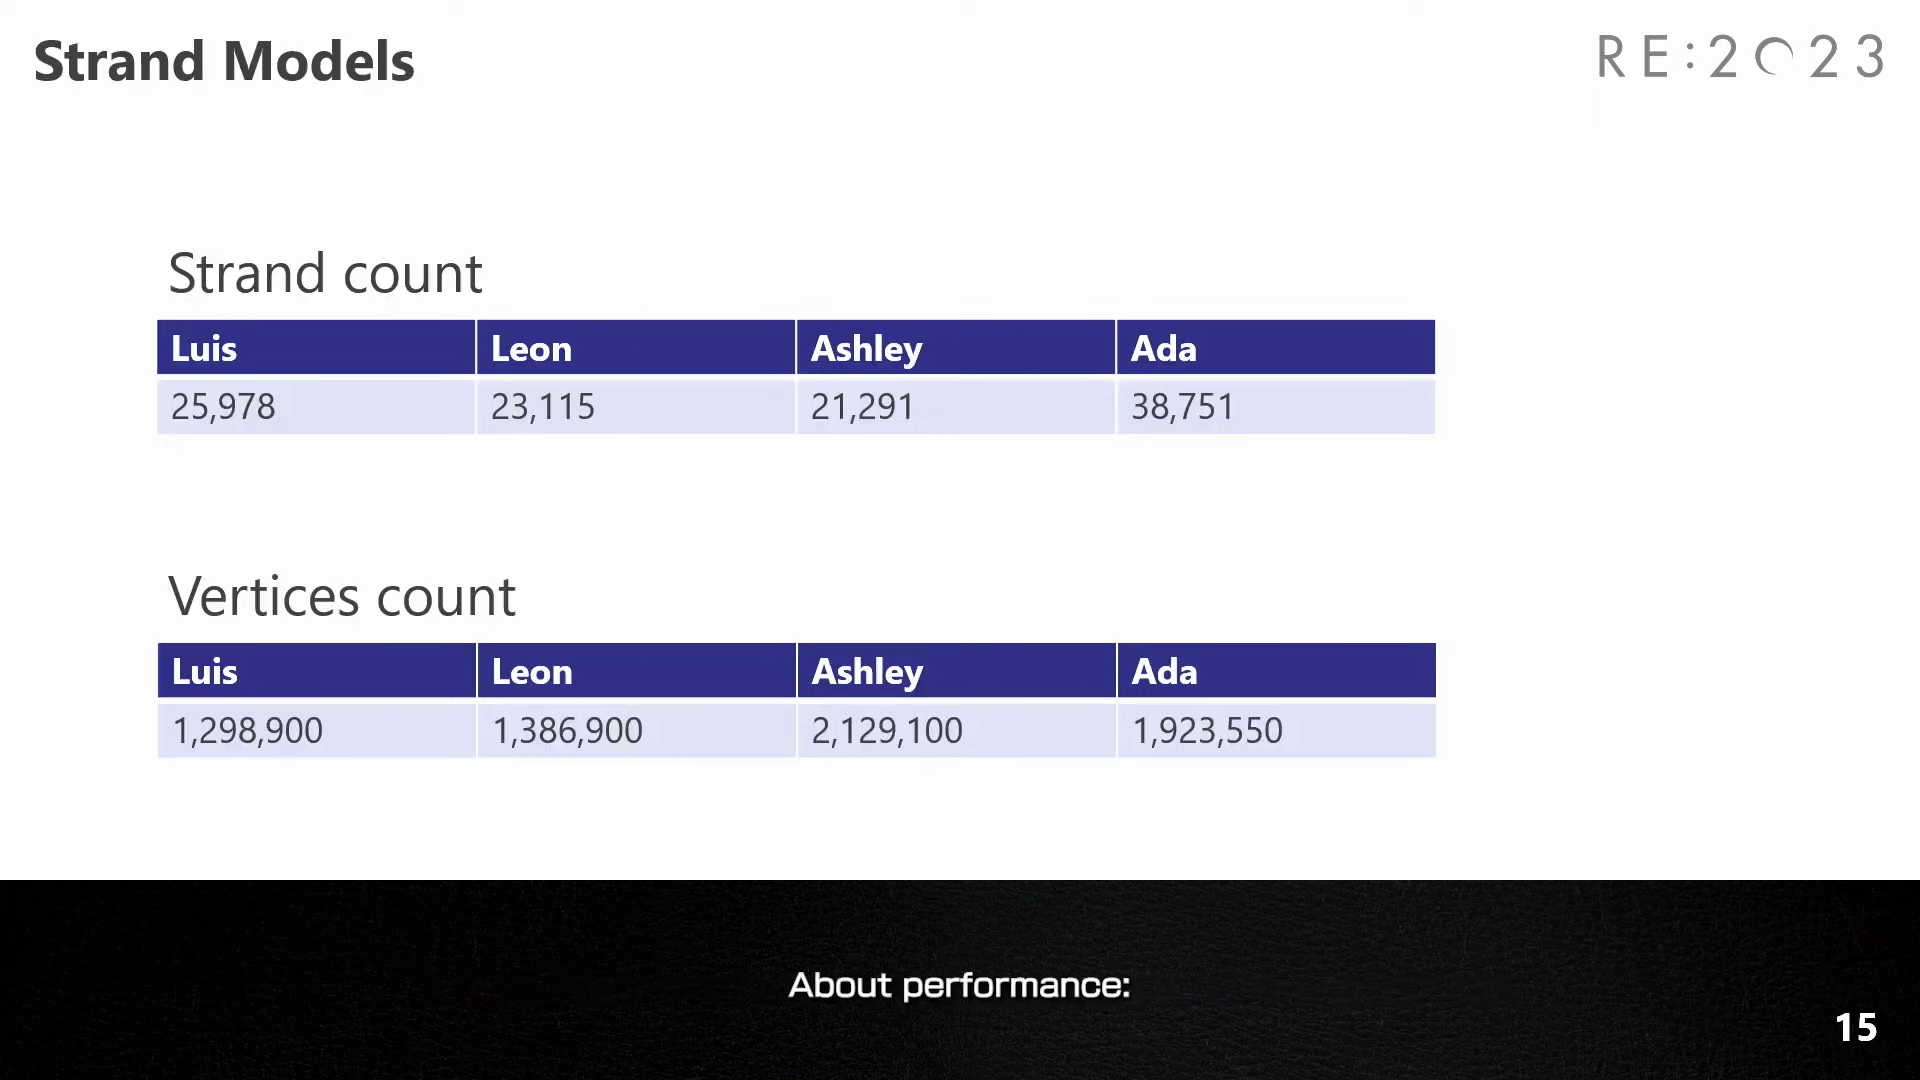 Strand Models
RE:2023
Strand count
Luis Leon Ashley Ada
25,978 23,115 21,291 38,751
Vertices count
Luis Leon Ashley Ada
1,298,900 1,386,900 2,129,100 1,923,550
About performance:
15